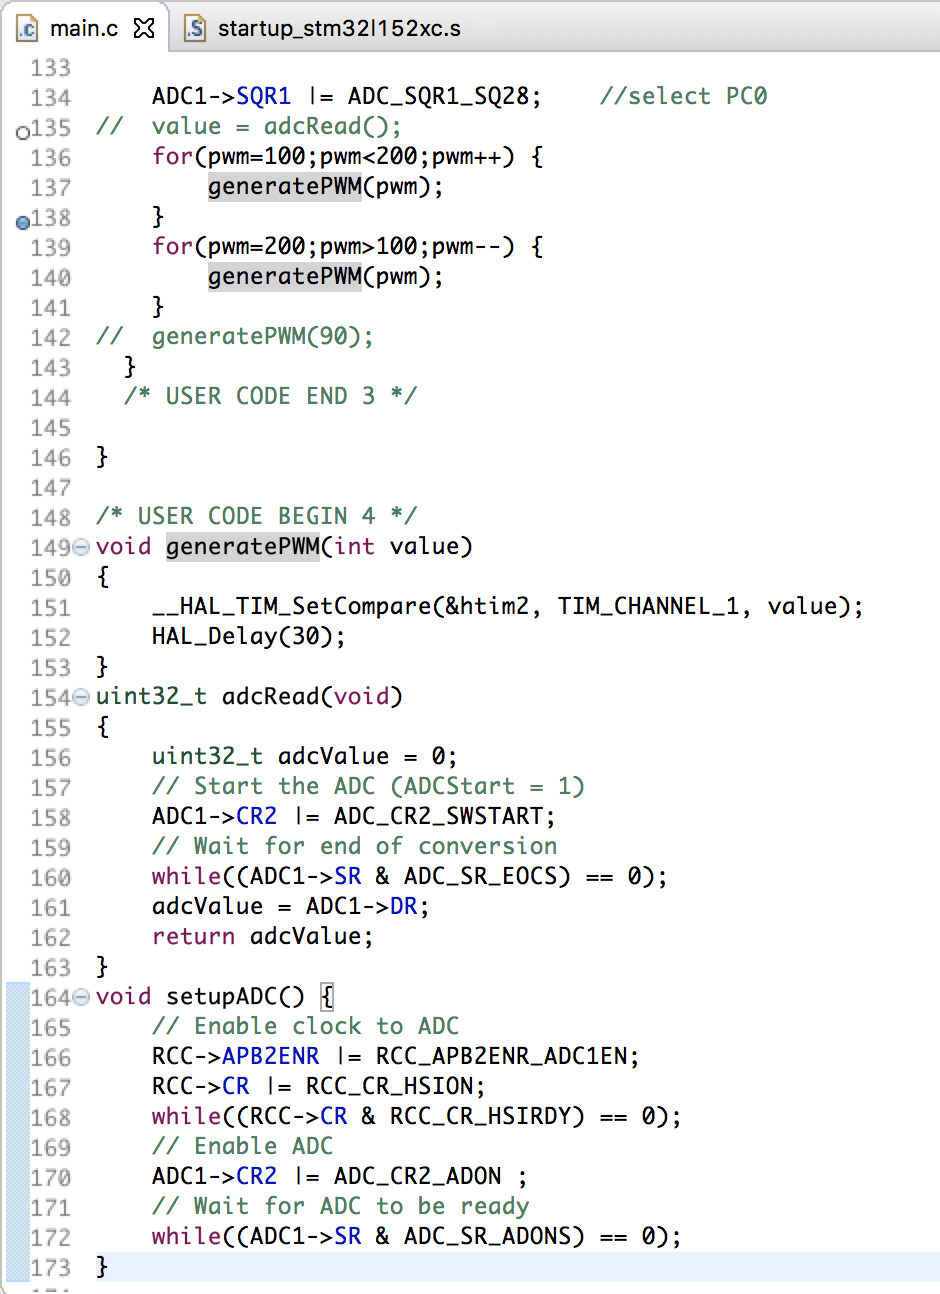 main.c startup_stm32l152xc.s
133
134     ADC1->SQR1 |= ADC_SQR1_SQ28;    //select PC0
135 //  value = adcRead();
136     for(pwm=100;pwm<200;pwm++) {
137         generatePWM(pwm);
138     }
139     for(pwm=200;pwm>100;pwm--) {
140         generatePWM(pwm);
141     }
142 //  generatePWM(90);
143   }
144   /* USER CODE END 3 */
145
146 }
147
148 /* USER CODE BEGIN 4 */
149 void generatePWM(int value)
150 {
151     __HAL_TIM_SetCompare(&htim2, TIM_CHANNEL_1, value);
152     HAL_Delay(30);
153 }
154 uint32_t adcRead(void)
155 {
156     uint32_t adcValue = 0;
157     // Start the ADC (ADCStart = 1)
158     ADC1->CR2 |= ADC_CR2_SWSTART;
159     // Wait for end of conversion
160     while((ADC1->SR & ADC_SR_EOCS) == 0);
161     adcValue = ADC1->DR;
162     return adcValue;
163 }
164 void setupADC() {
165     // Enable clock to ADC
166     RCC->APB2ENR |= RCC_APB2ENR_ADC1EN;
167     RCC->CR |= RCC_CR_HSION;
168     while((RCC->CR & RCC_CR_HSIRDY) == 0);
169     // Enable ADC
170     ADC1->CR2 |= ADC_CR2_ADON ;
171     // Wait for ADC to be ready
172     while((ADC1->SR & ADC_SR_ADONS) == 0);
173 }